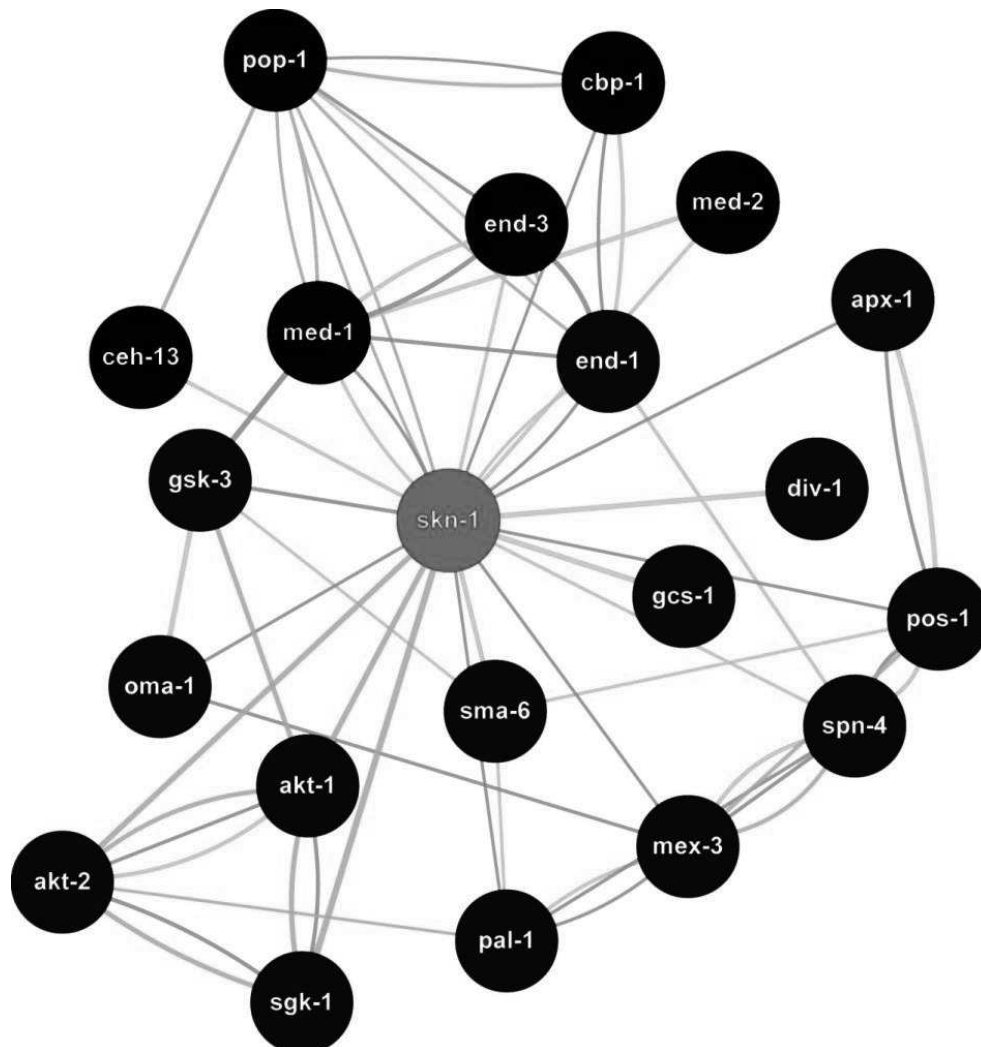 pop-1
cbp-1
med-2
end-3
apx-1
med-1
ceh-13
end-1
gsk-3
div-1
skn-1
gcs-1
pos-1
oma-1
sma-6
spn-4
akt-1
mex-3
akt-2
pal-1
sgk-1